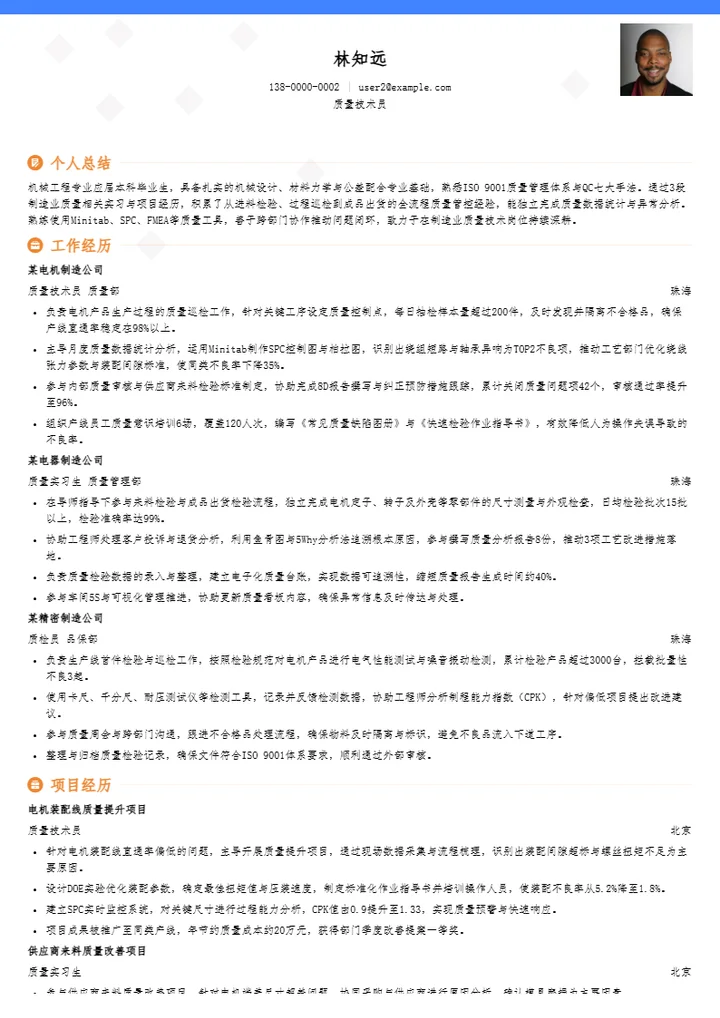 林知远
138-0000-0002 | user2@example.com
质量技术员
个人总结
机械工程专业应届本科毕业生，具备扎实的机械设计、材料力学与公差配合专业基础，熟悉ISO 9001质量管理体系与QC七大手法。通过3段
制造业质量相关实习与项目经历，积累了从进料检验、过程巡检到成品出货的全流程质量管控经验，能独立完成质量数据统计与异常分析。
熟练使用Minitab、SPC、FMEA等质量工具，善于跨部门协作推动问题闭环，致力于在制造业质量技术岗位持续深耕。
工作经历
某电机制造公司
质量技术员 质量部 珠海
• 负责电机产品生产过程的质量巡检工作，针对关键工序设定质量控制点，每日抽检样本量超过200件，及时发现并隔离不合格品，确保
产线直通率稳定在98%以上。
• 主导月度质量数据统计分析，运用Minitab制作SPC控制图与柏拉图，识别出绕组短路与轴承异响为TOP2不良项，推动工艺部门优化绕线
张力参数与装配间隙标准，使同类不良率下降35%。
• 参与内部质量审核与供应商来料检验标准制定，协助完成8D报告撰写与纠正预防措施跟踪，累计关闭质量问题项42个，审核通过率提升
至96%。
• 组织产线员工质量意识培训6场，覆盖120人次，编写《常见质量缺陷图册》与《快速检验作业指导书》，有效降低人为操作失误导致的
不良率。
某电器制造公司
质量实习生 质量管理部 珠海
• 在导师指导下参与来料检验与成品出货检验流程，独立完成电机定子、转子及外壳等零部件的尺寸测量与外观检查，日均检验批次15批
以上，检验准确率达99%。
• 协助工程师处理客户投诉与退货分析，利用鱼骨图与5Why分析法追溯根本原因，参与撰写质量分析报告8份，推动3项工艺改进措施落
地。
• 负责质量检验数据的录入与整理，建立电子化质量台账，实现数据可追溯性，缩短质量报告生成时间约40%。
• 参与车间5S与可视化管理推进，协助更新质量看板内容，确保异常信息及时传达与处理。
某精密制造公司
质检员 品保部 珠海
• 负责生产线首件检验与巡检工作，按照检验规范对电机产品进行电气性能测试与噪音振动检测，累计检验产品超过3000台，拦截批量性
不良3起。
• 使用卡尺、千分尺、耐压测试仪等检测工具，记录并反馈检测数据，协助工程师分析制程能力指数（CPK），针对偏低项目提出改进建
议。
• 参与质量周会与跨部门沟通，跟进不合格品处理流程，确保物料及时隔离与标识，避免不良品流入下道工序。
• 整理与归档质量检验记录，确保文件符合ISO 9001体系要求，顺利通过外部审核。
项目经历
电机装配线质量提升项目
质量技术员 北京
• 针对电机装配线直通率偏低的问题，主导开展质量提升项目，通过现场数据采集与流程梳理，识别出装配间隙超标与螺丝扭矩不足为主
要原因。
• 设计DOE实验优化装配参数，确定最佳扭矩值与压装速度，制定标准化作业指导书并培训操作人员，使装配不良率从5.2%降至1.8%。
• 建立SPC实时监控系统，对关键尺寸进行过程能力分析，CPK值由0.9提升至1.33，实现质量预警与快速响应。
• 项目成果被推广至同类产线，年节约质量成本约20万元，获得部门季度改善提案一等奖。
供应商来料质量改善项目
质量实习生 北京